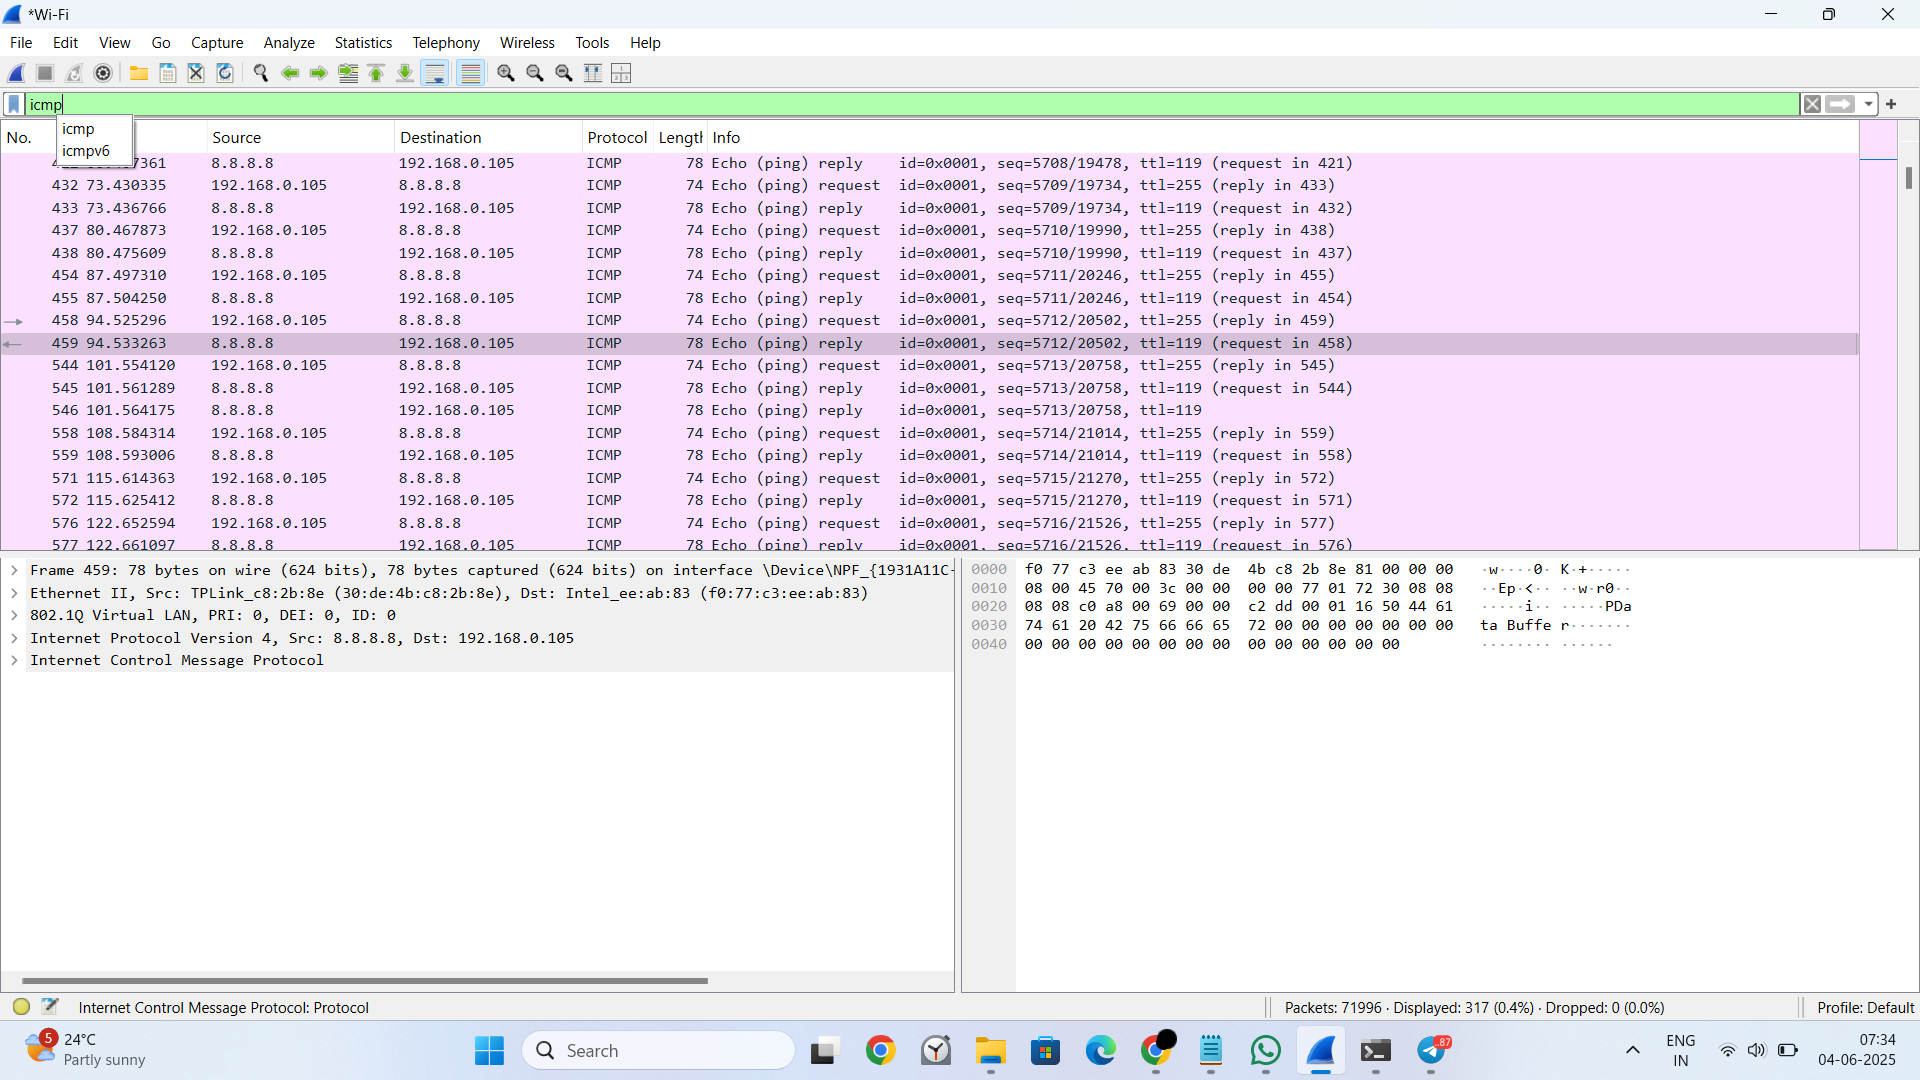 *Wi-Fi
File Edit View Go Capture Analyze Statistics Telephony Wireless Tools Help
icmp
icmp
icmpv6
No. Source Destination Protocol Length Info
7361 8.8.8.8 192.168.0.105 ICMP 78 Echo (ping) reply id=0x0001, seq=5708/19478, ttl=119 (request in 421)
432 73.430335 192.168.0.105 8.8.8.8 ICMP 74 Echo (ping) request id=0x0001, seq=5709/19734, ttl=255 (reply in 433)
433 73.436766 8.8.8.8 192.168.0.105 ICMP 78 Echo (ping) reply id=0x0001, seq=5709/19734, ttl=119 (request in 432)
437 80.467873 192.168.0.105 8.8.8.8 ICMP 74 Echo (ping) request id=0x0001, seq=5710/19990, ttl=255 (reply in 438)
438 80.475609 8.8.8.8 192.168.0.105 ICMP 78 Echo (ping) reply id=0x0001, seq=5710/19990, ttl=119 (request in 437)
454 87.497310 192.168.0.105 8.8.8.8 ICMP 74 Echo (ping) request id=0x0001, seq=5711/20246, ttl=255 (reply in 455)
455 87.504250 8.8.8.8 192.168.0.105 ICMP 78 Echo (ping) reply id=0x0001, seq=5711/20246, ttl=119 (request in 454)
458 94.525296 192.168.0.105 8.8.8.8 ICMP 74 Echo (ping) request id=0x0001, seq=5712/20502, ttl=255 (reply in 459)
459 94.533263 8.8.8.8 192.168.0.105 ICMP 78 Echo (ping) reply id=0x0001, seq=5712/20502, ttl=119 (request in 458)
544 101.554120 192.168.0.105 8.8.8.8 ICMP 74 Echo (ping) request id=0x0001, seq=5713/20758, ttl=255 (reply in 545)
545 101.561289 8.8.8.8 192.168.0.105 ICMP 78 Echo (ping) reply id=0x0001, seq=5713/20758, ttl=119 (request in 544)
546 101.564175 8.8.8.8 192.168.0.105 ICMP 78 Echo (ping) reply id=0x0001, seq=5713/20758, ttl=119
558 108.584314 192.168.0.105 8.8.8.8 ICMP 74 Echo (ping) request id=0x0001, seq=5714/21014, ttl=255 (reply in 559)
559 108.593006 8.8.8.8 192.168.0.105 ICMP 78 Echo (ping) reply id=0x0001, seq=5714/21014, ttl=119 (request in 558)
571 115.614363 192.168.0.105 8.8.8.8 ICMP 74 Echo (ping) request id=0x0001, seq=5715/21270, ttl=255 (reply in 572)
572 115.625412 8.8.8.8 192.168.0.105 ICMP 78 Echo (ping) reply id=0x0001, seq=5715/21270, ttl=119 (request in 571)
576 122.652594 192.168.0.105 8.8.8.8 ICMP 74 Echo (ping) request id=0x0001, seq=5716/21526, ttl=255 (reply in 577)
577 122.661097 8.8.8.8 192.168.0.105 ICMP 78 Echo (ping) reply id=0x0001, seq=5716/21526, ttl=119 (request in 576)
Frame 459: 78 bytes on wire (624 bits), 78 bytes captured (624 bits) on interface \Device\NPF_{1931A11C-
Ethernet II, Src: TPLink_c8:2b:8e (30:de:4b:c8:2b:8e), Dst: Intel_ee:ab:83 (f0:77:c3:ee:ab:83)
802.1Q Virtual LAN, PRI: 0, DEI: 0, ID: 0
Internet Protocol Version 4, Src: 8.8.8.8, Dst: 192.168.0.105
Internet Control Message Protocol
0000 f0 77 c3 ee ab 83 30 de 4b c8 2b 8e 81 00 00 00 ·w····0· K·+·····
0010 08 00 45 70 00 3c 00 00 00 00 77 01 72 30 08 08 ··Ep·<·· ··w·r0··
0020 08 08 c0 a8 00 69 00 00 c2 dd 00 01 16 50 44 61 ·····i·· ·····PDa
0030 74 61 20 42 75 66 66 65 72 00 00 00 00 00 00 00 ta Buffe r·······
0040 00 00 00 00 00 00 00 00 00 00 00 00 00 00 ········ ······
Internet Control Message Protocol: Protocol
Packets: 71996 · Displayed: 317 (0.4%) · Dropped: 0 (0.0%)
Profile: Default
5
24°C
Partly sunny
Search
..87
ENG
IN
07:34
04-06-2025